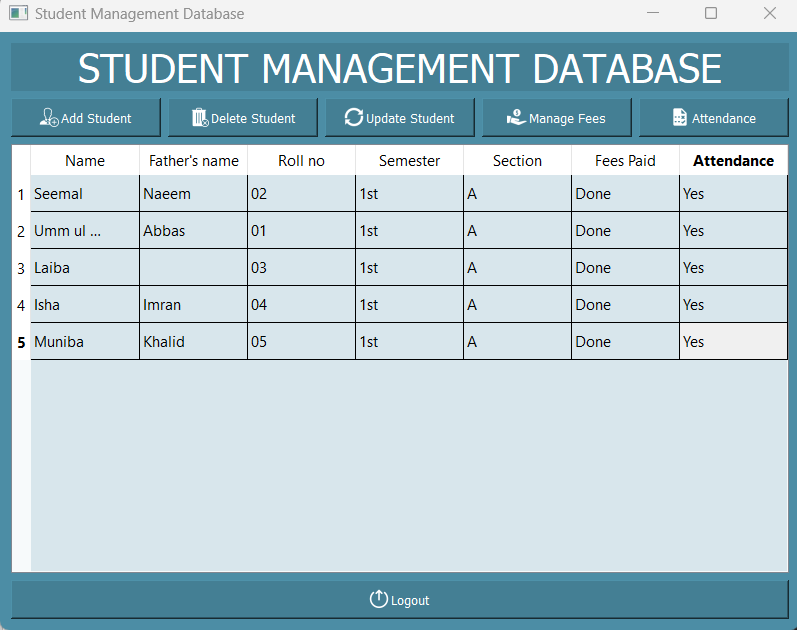 Student Management Database
STUDENT MANAGEMENT DATABASE
Add Student Delete Student Update Student Manage Fees Attendance
Name Father's name Roll no Semester Section Fees Paid Attendance
1 Seemal Naeem 02 1st A Done Yes
2 Umm ul ... Abbas 01 1st A Done Yes
3 Laiba 03 1st A Done Yes
4 Isha Imran 04 1st A Done Yes
5 Muniba Khalid 05 1st A Done Yes
Logout